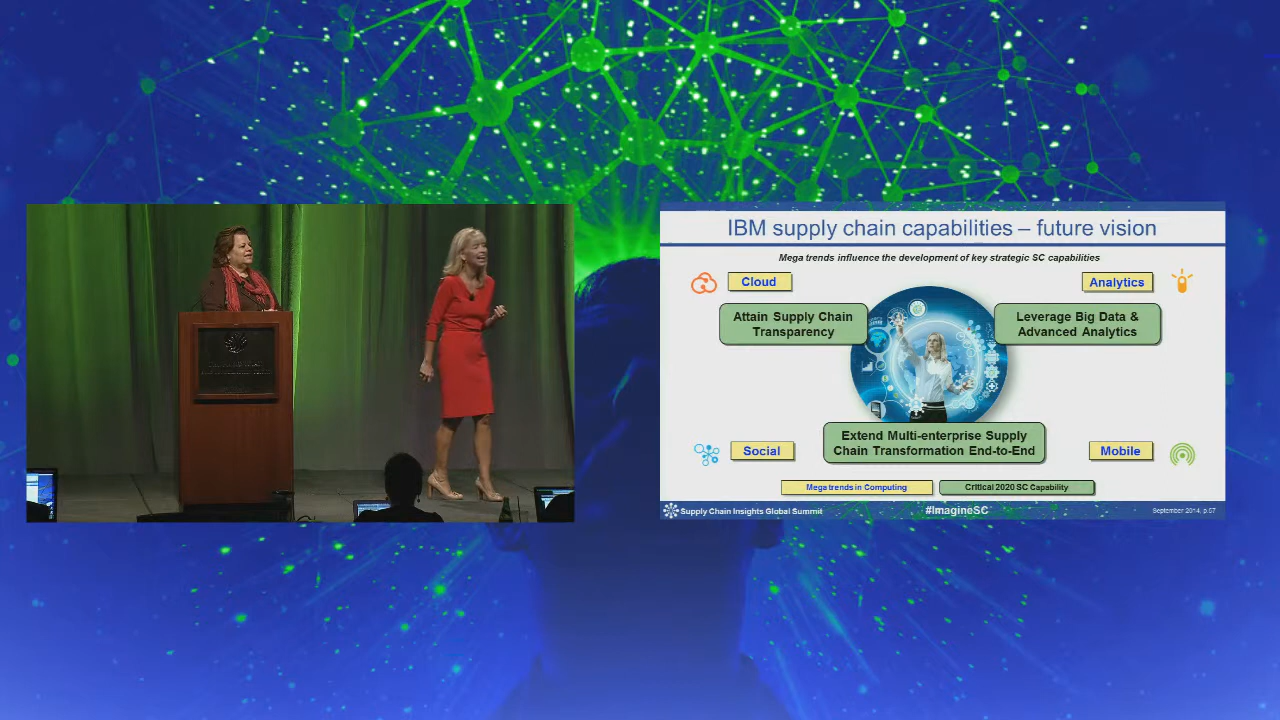 IBM supply chain capabilities – future vision
Mega trends influence the development of key strategic SC capabilities
Cloud
Analytics
Attain Supply Chain
Transparency
Leverage Big Data &
Advanced Analytics
Extend Multi-enterprise Supply
Chain Transformation End-to-End
Social
Mobile
Mega trends in Computing
Critical 2020 SC Capability
Supply Chain Insights Global Summit
#ImagineSC
September 2014, p.57